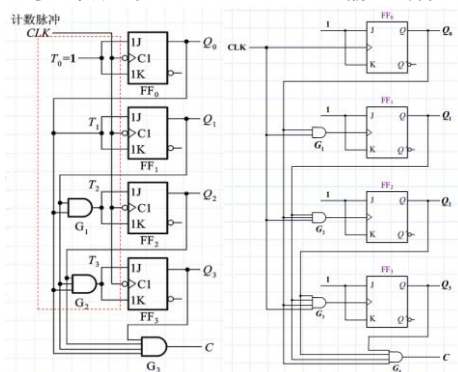 计数脉冲
CLK
T₀=1
1J
C1
1K
FF₀
Q₀
T₁
1J
C1
1K
FF₁
Q₁
T₂
1J
C1
1K
FF₂
Q₂
G₁
T₃
1J
C1
1K
FF₃
Q₃
G₂
G₃
C
FF₀
1
J
Q
Q₀
CLK
K
Q
FF₁
1
J
Q
Q₁
G₁
K
Q
FF₂
1
J
Q
Q₂
G₂
K
Q
FF₃
1
J
Q
Q₃
G₃
K
Q
C